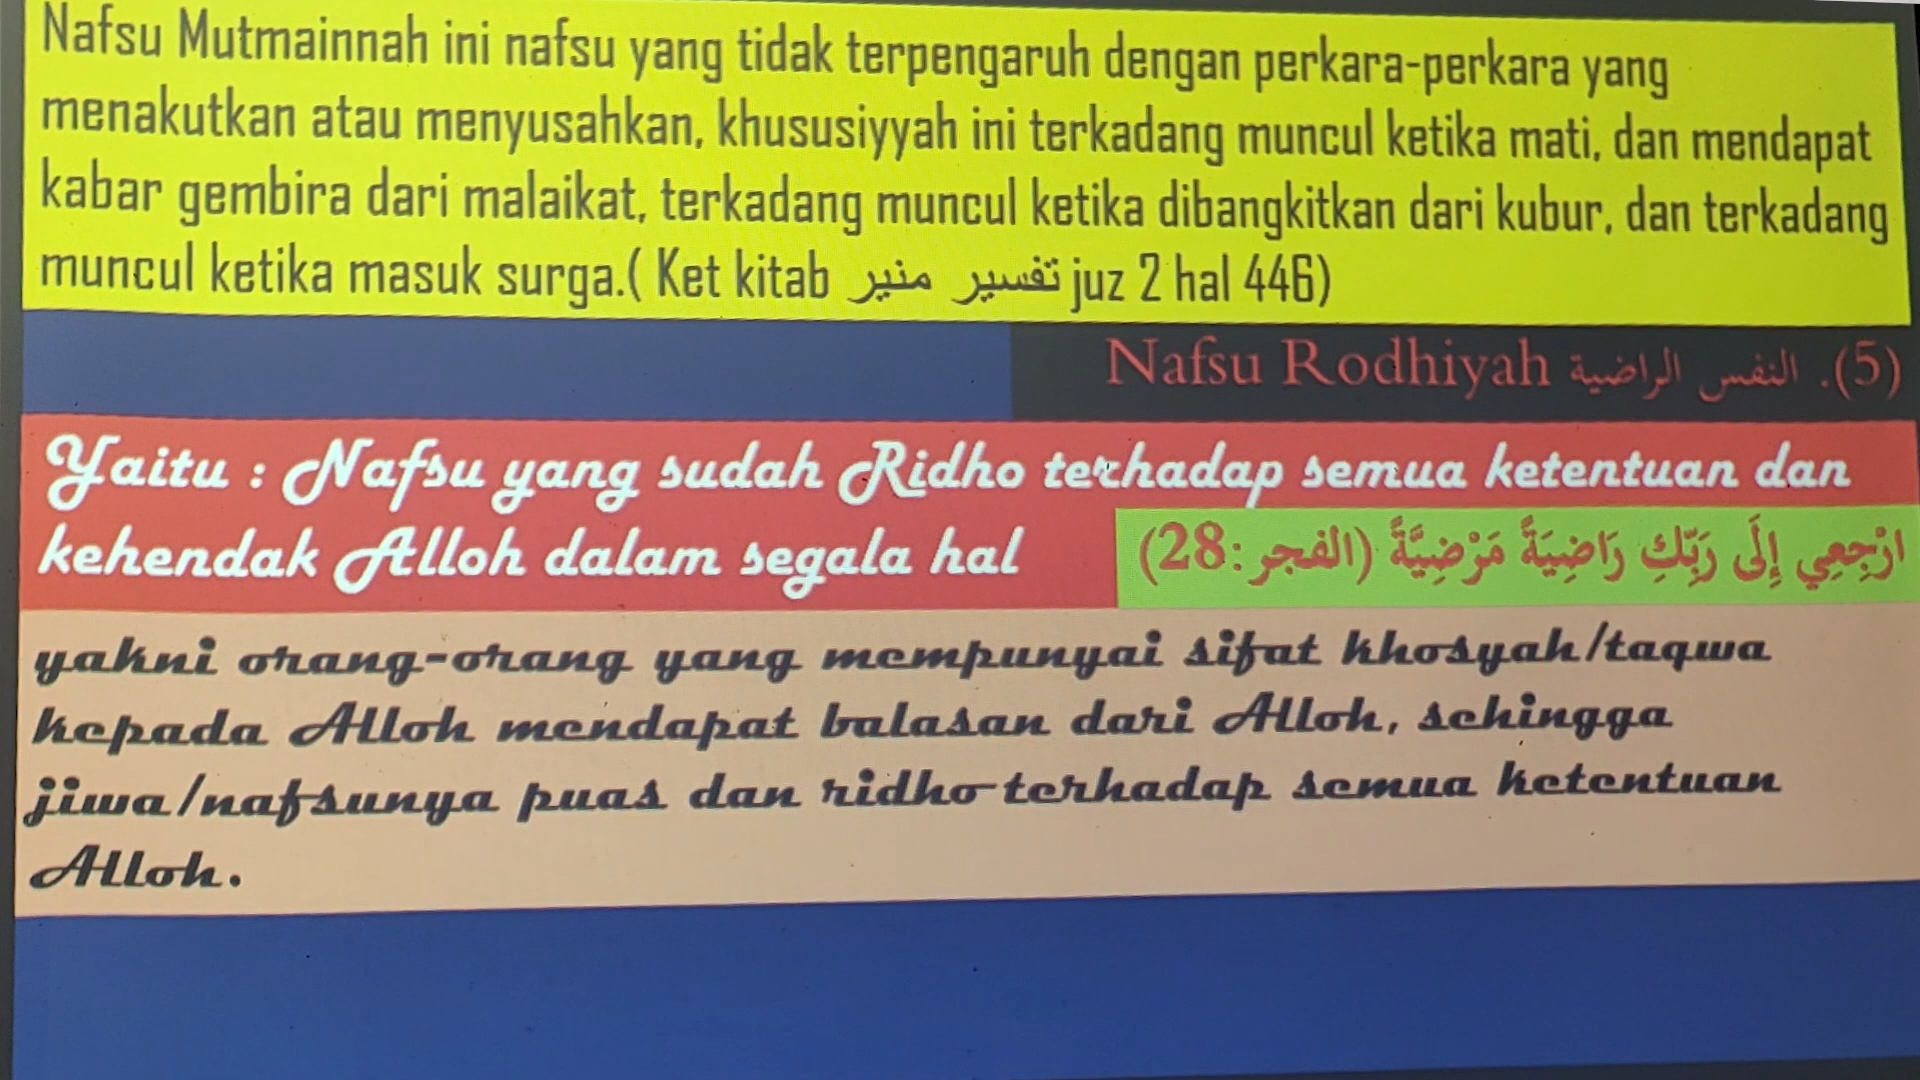 Nafsu Mutmainnah ini nafsu yang tidak terpengaruh dengan perkara-perkara yang
menakutkan atau menyusahkan, khususiyyah ini terkadang muncul ketika mati, dan mendapat
kabar gembira dari malaikat, terkadang muncul ketika dibangkitkan dari kubur, dan terkadang
muncul ketika masuk surga.( Ket kitab تفسير منير juz 2 hal 446)
(5). النفس الراضية Nafsu Rodhiyah
Yaitu : Nafsu yang sudah Ridho terhadap semua ketentuan dan
kehendak Alloh dalam segala hal
ارْجِعِي إِلَى رَبِّكِ رَاضِيَةً مَرْضِيَّةً (الفجر:28)
yakni orang-orang yang mempunyai sifat khosyah/taqwa
kepada Alloh mendapat balasan dari Alloh, sehingga
jiwa/nafsunya puas dan ridho terhadap semua ketentuan
Alloh.